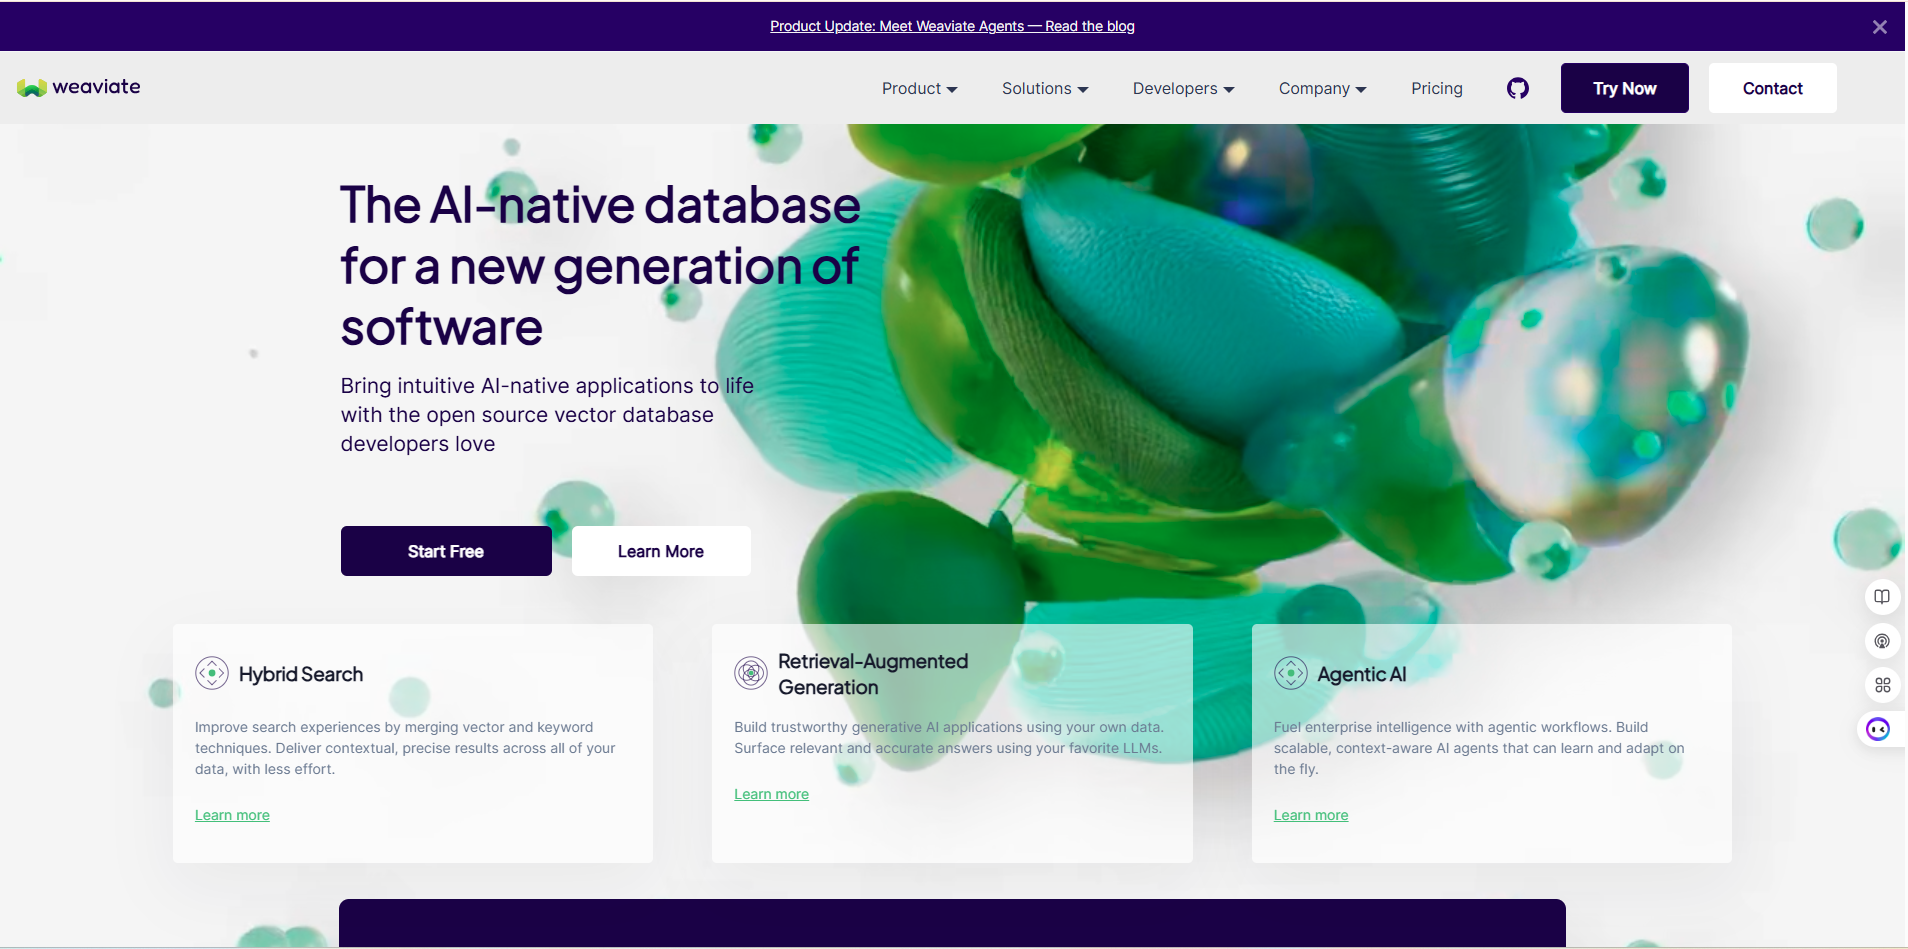 Product Update: Meet Weaviate Agents — Read the blog
weaviate
Product
Solutions
Developers
Company
Pricing
Try Now
Contact
The AI-native database
for a new generation of
software
Bring intuitive AI-native applications to life
with the open source vector database
developers love
Start Free
Learn More
Hybrid Search
Improve search experiences by merging vector and keyword
techniques. Deliver contextual, precise results across all of your
data, with less effort.
Learn more
Retrieval-Augmented
Generation
Build trustworthy generative AI applications using your own data.
Surface relevant and accurate answers using your favorite LLMs.
Learn more
Agentic AI
Fuel enterprise intelligence with agentic workflows. Build
scalable, context-aware AI agents that can learn and adapt on
the fly.
Learn more